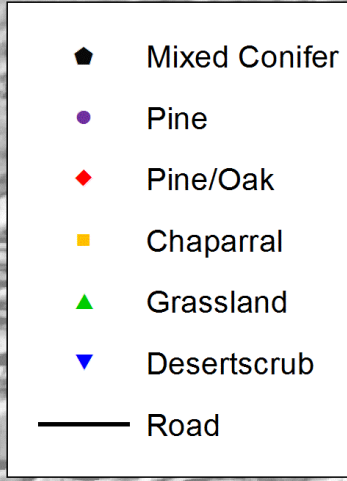 Mixed Conifer
Pine
Pine/Oak
Chaparral
Grassland
Desertscrub
Road